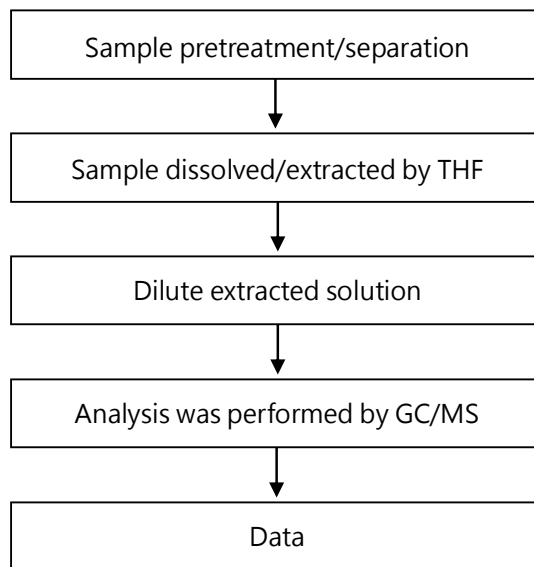 Sample pretreatment/separation
Sample dissolved/extracted by THF
Dilute extracted solution
Analysis was performed by GC/MS
Data